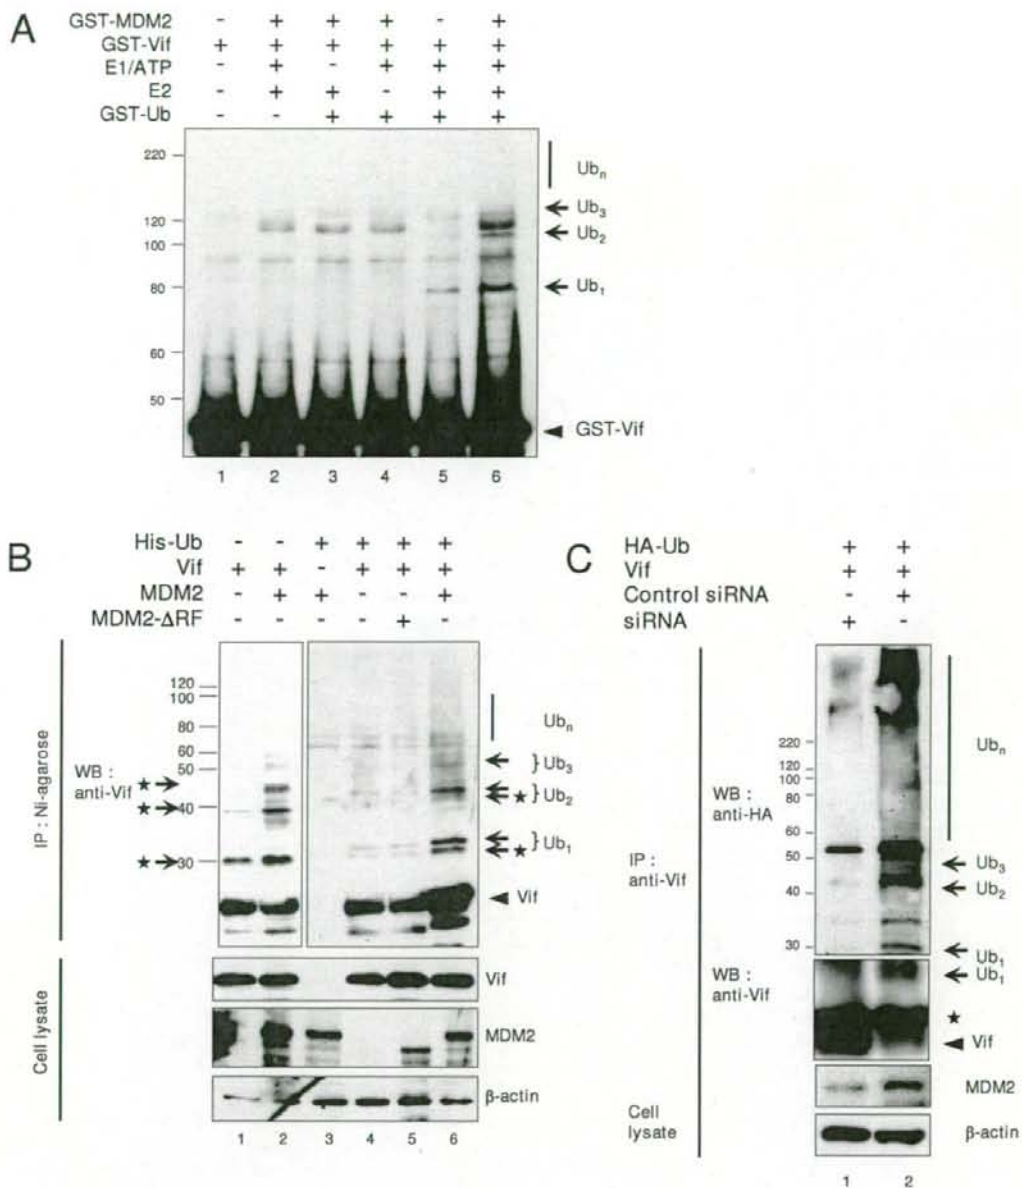 A
GST-MDM2 - + + + - +
GST-Vif + + + + + +
E1/ATP - + - + + +
E2 - + + - + +
GST-Ub - - + + + +
220
Ubn
Ub3
120
Ub2
100
80
Ub1
60
50
GST-Vif
1 2 3 4 5 6
B
His-Ub - - + + + +
Vif + + - + + +
MDM2 - + + - - +
MDM2-ΔRF - - - - + -
IP : Ni-agarose
WB :
anti-Vif
120
100
80
60
50
40
30
Ubn
} Ub3
★ } Ub2
★ } Ub1
★
★
★
Vif
Cell lysate
Vif
MDM2
β-actin
1 2 3 4 5 6
C
HA-Ub + +
Vif + +
Control siRNA - +
siRNA + -
IP :
anti-Vif
WB :
anti-HA
220
120
100
80
60
50
40
30
Ubn
Ub3
Ub2
Ub1
WB :
anti-Vif
Ub1
★
Vif
MDM2
Cell
lysate
β-actin
1 2